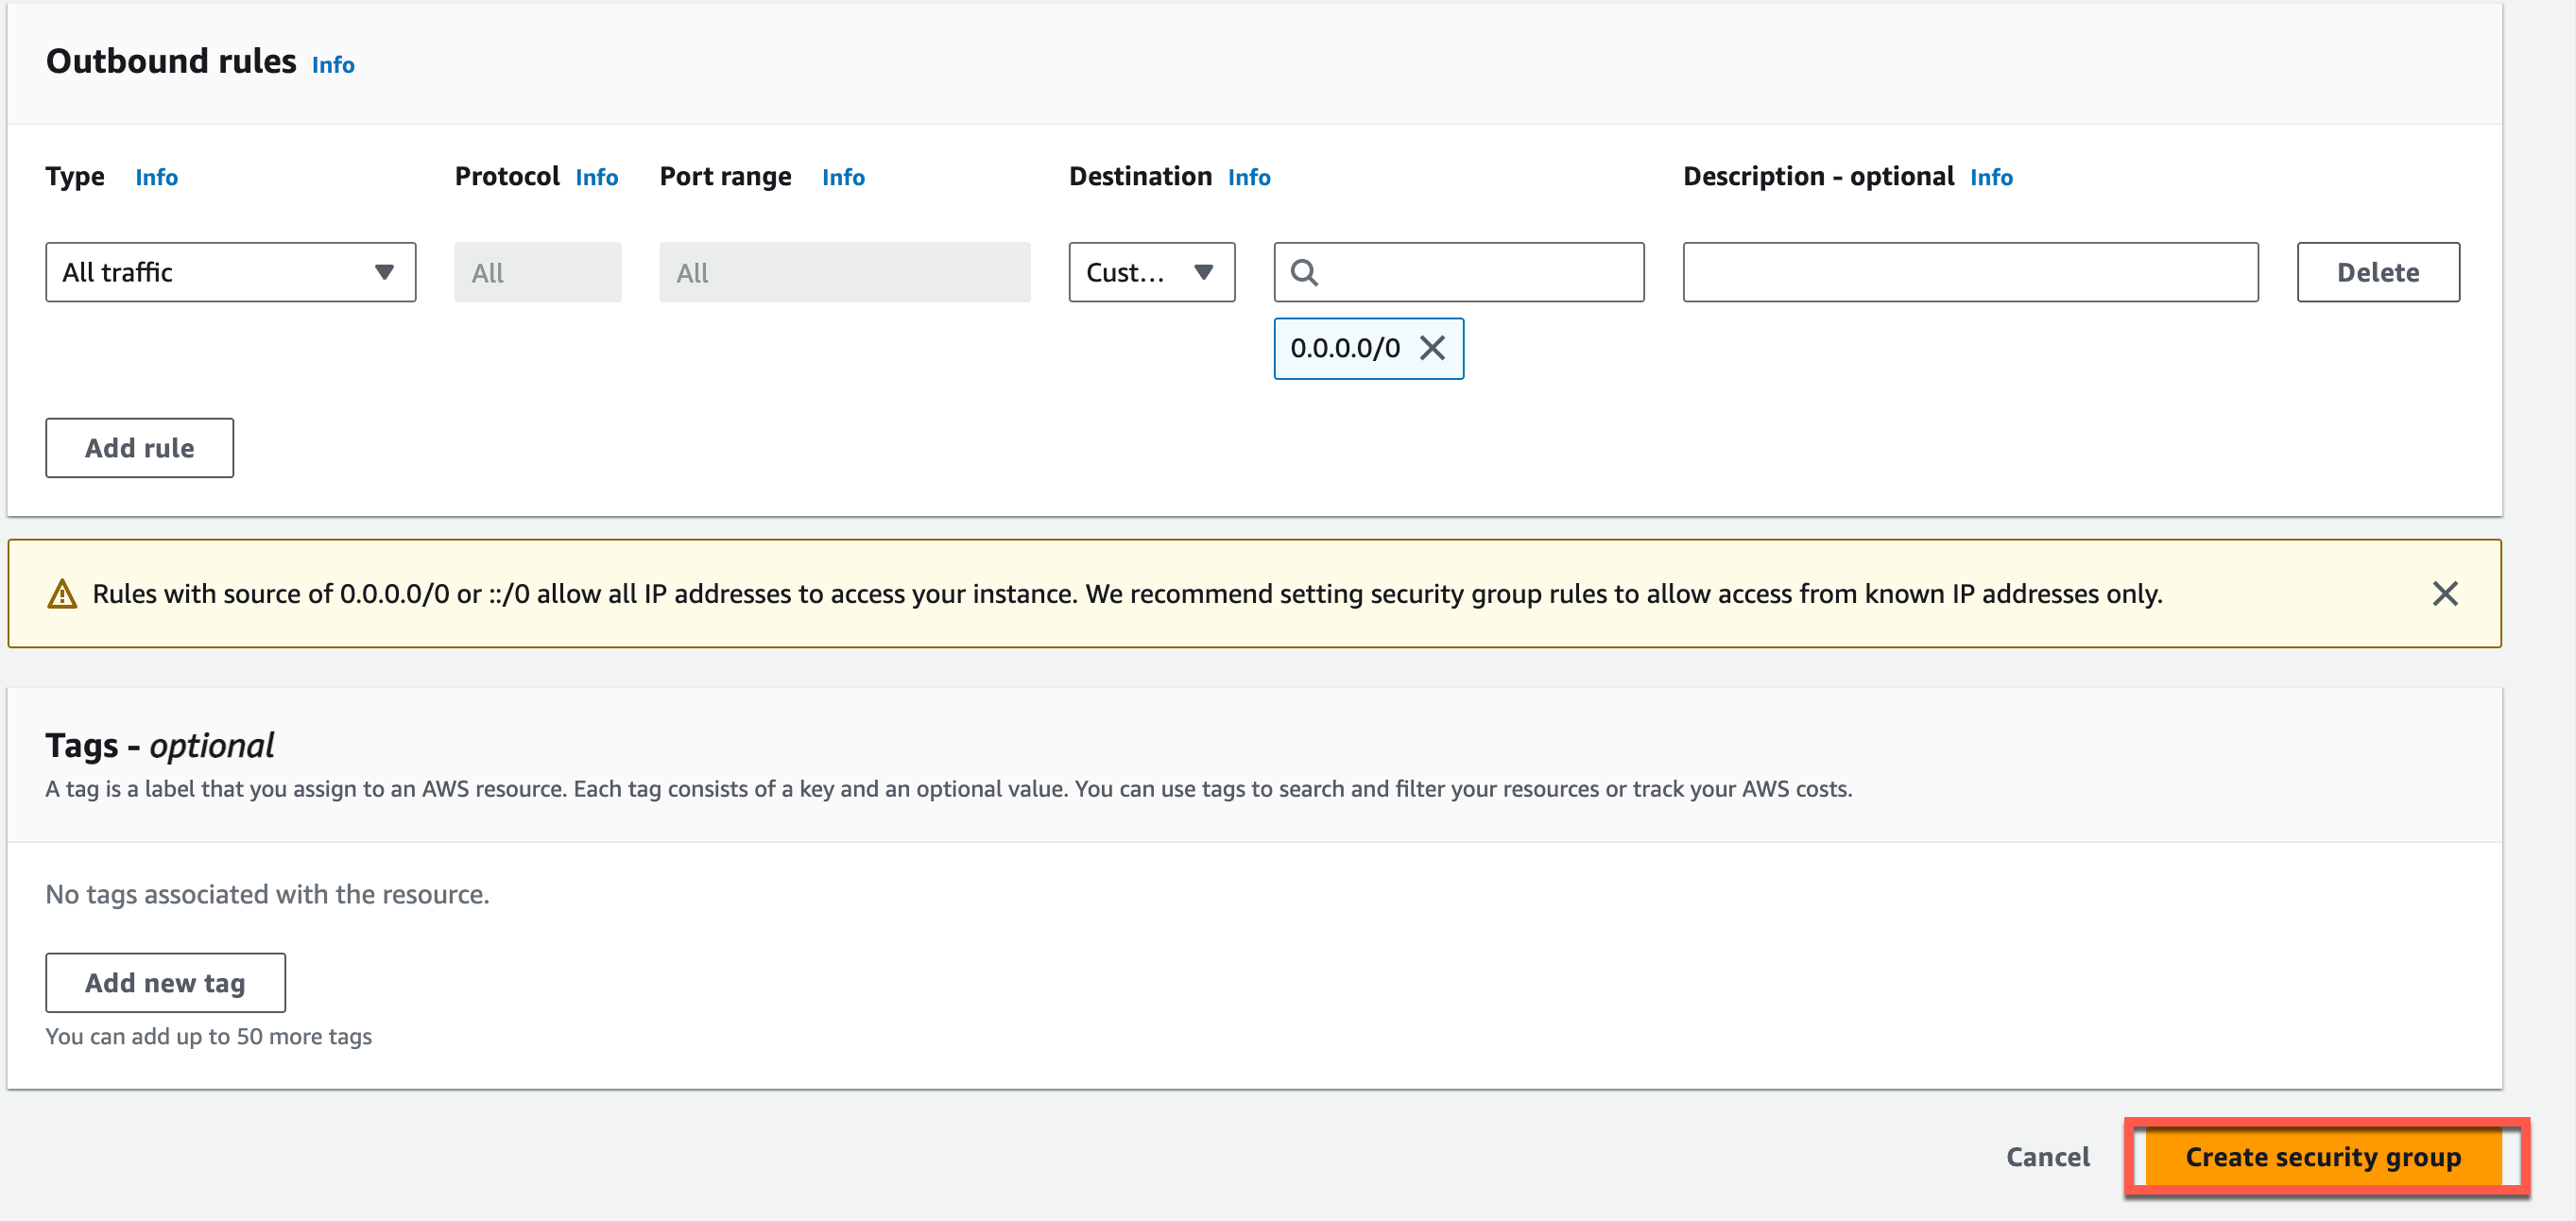 Outbound rules Info
Type Info Protocol Info Port range Info Destination Info Description - optional Info
All traffic All All Cust... Delete
0.0.0.0/0
Add rule
Rules with source of 0.0.0.0/0 or ::/0 allow all IP addresses to access your instance. We recommend setting security group rules to allow access from known IP addresses only.
Tags - optional
A tag is a label that you assign to an AWS resource. Each tag consists of a key and an optional value. You can use tags to search and filter your resources or track your AWS costs.
No tags associated with the resource.
Add new tag
You can add up to 50 more tags
Cancel Create security group